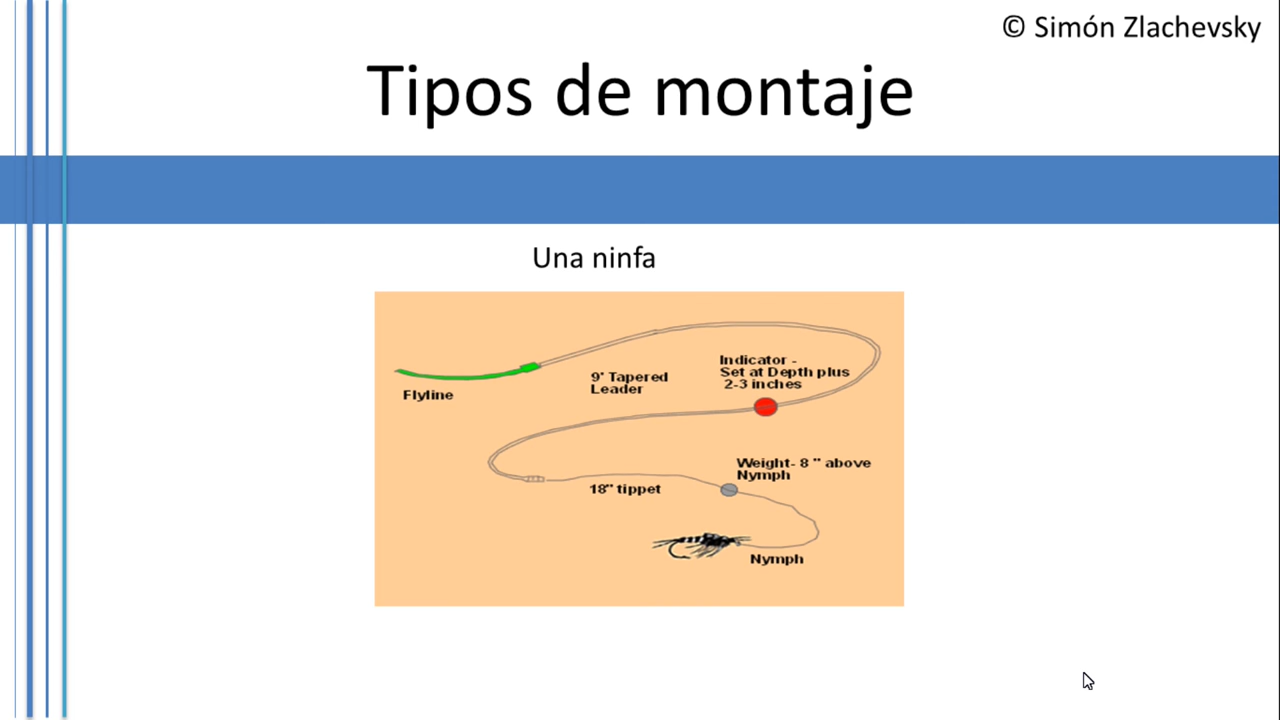 © Simón Zlachevsky
Tipos de montaje
Una ninfa
Indicator -
Set at Depth plus
2-3 inches
9' Tapered
Leader
Flyline
Weight- 8 " above
Nymph
18" tippet
Nymph